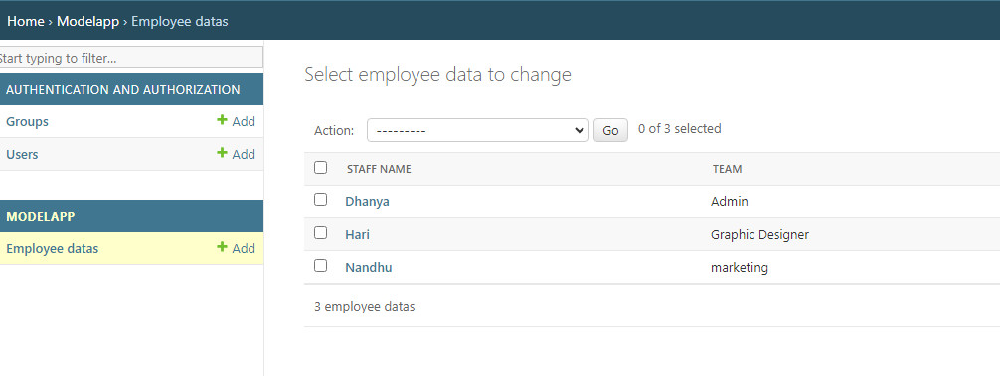 Home › Modelapp › Employee datas
Start typing to filter...
AUTHENTICATION AND AUTHORIZATION
Groups + Add
Users + Add
MODELAPP
Employee datas + Add
Select employee data to change
Action: --------- Go 0 of 3 selected
STAFF NAME TEAM
Dhanya Admin
Hari Graphic Designer
Nandhu marketing
3 employee datas